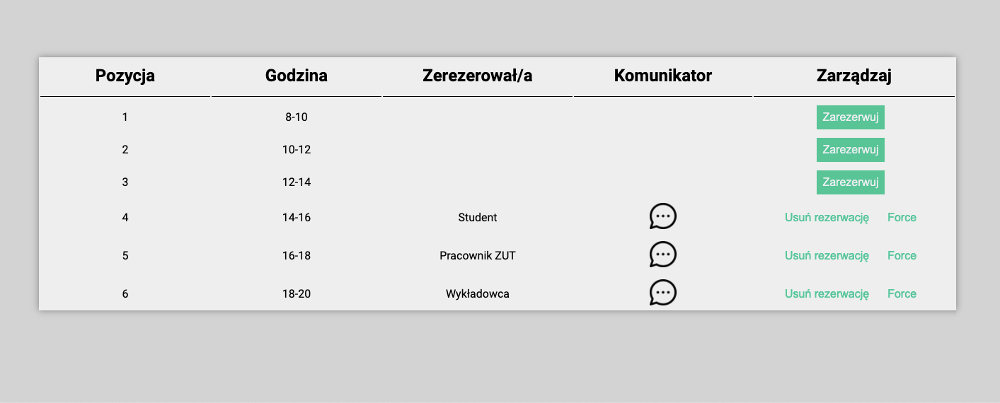 Pozycja Godzina Zerezerował/a Komunikator Zarządzaj
1 8-10 Zarezerwuj
2 10-12 Zarezerwuj
3 12-14 Zarezerwuj
4 14-16 Student Usuń rezerwację Force
5 16-18 Pracownik ZUT Usuń rezerwację Force
6 18-20 Wykładowca Usuń rezerwację Force